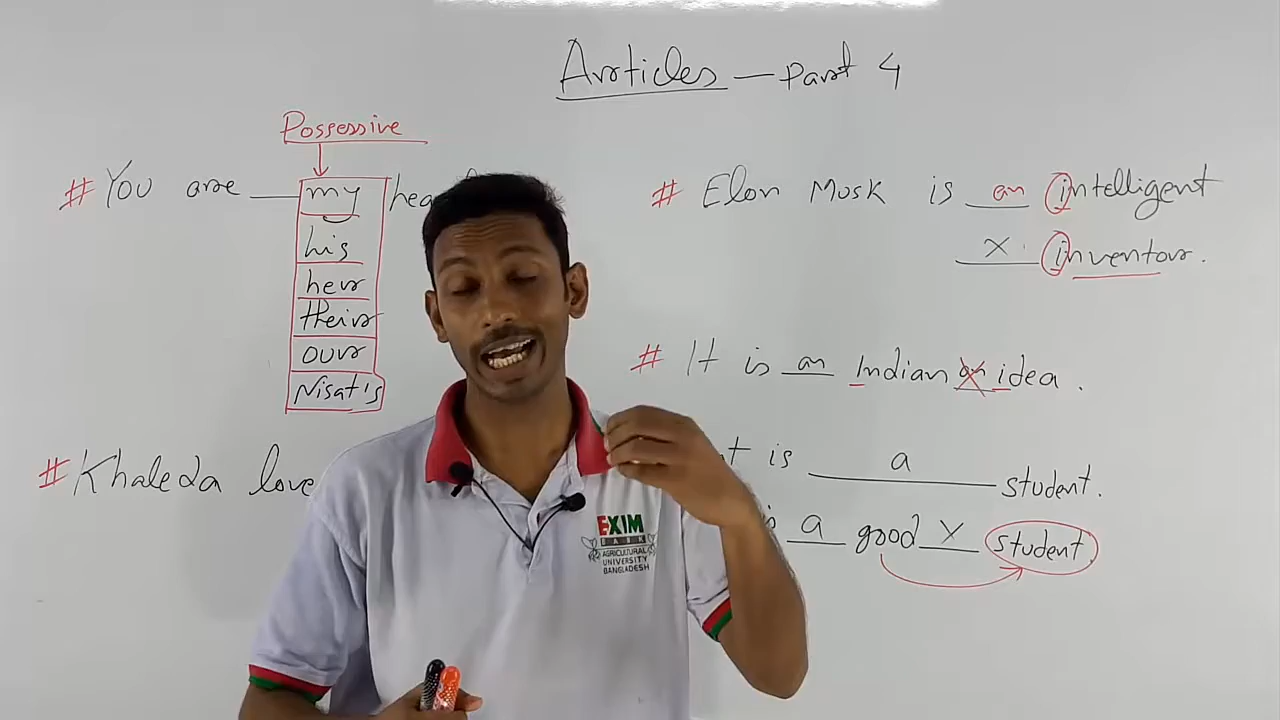 Articles — Part 4
Possessive
# You are ___ my
his
her
their
our
Nisat's
# Khaleda
# Elon Musk is an intelligent
x inventor.
# It is an Indian an idea.
is a student.
a good x student.
EXIM
BANK
AGRICULTURAL
UNIVERSITY
BANGLADESH